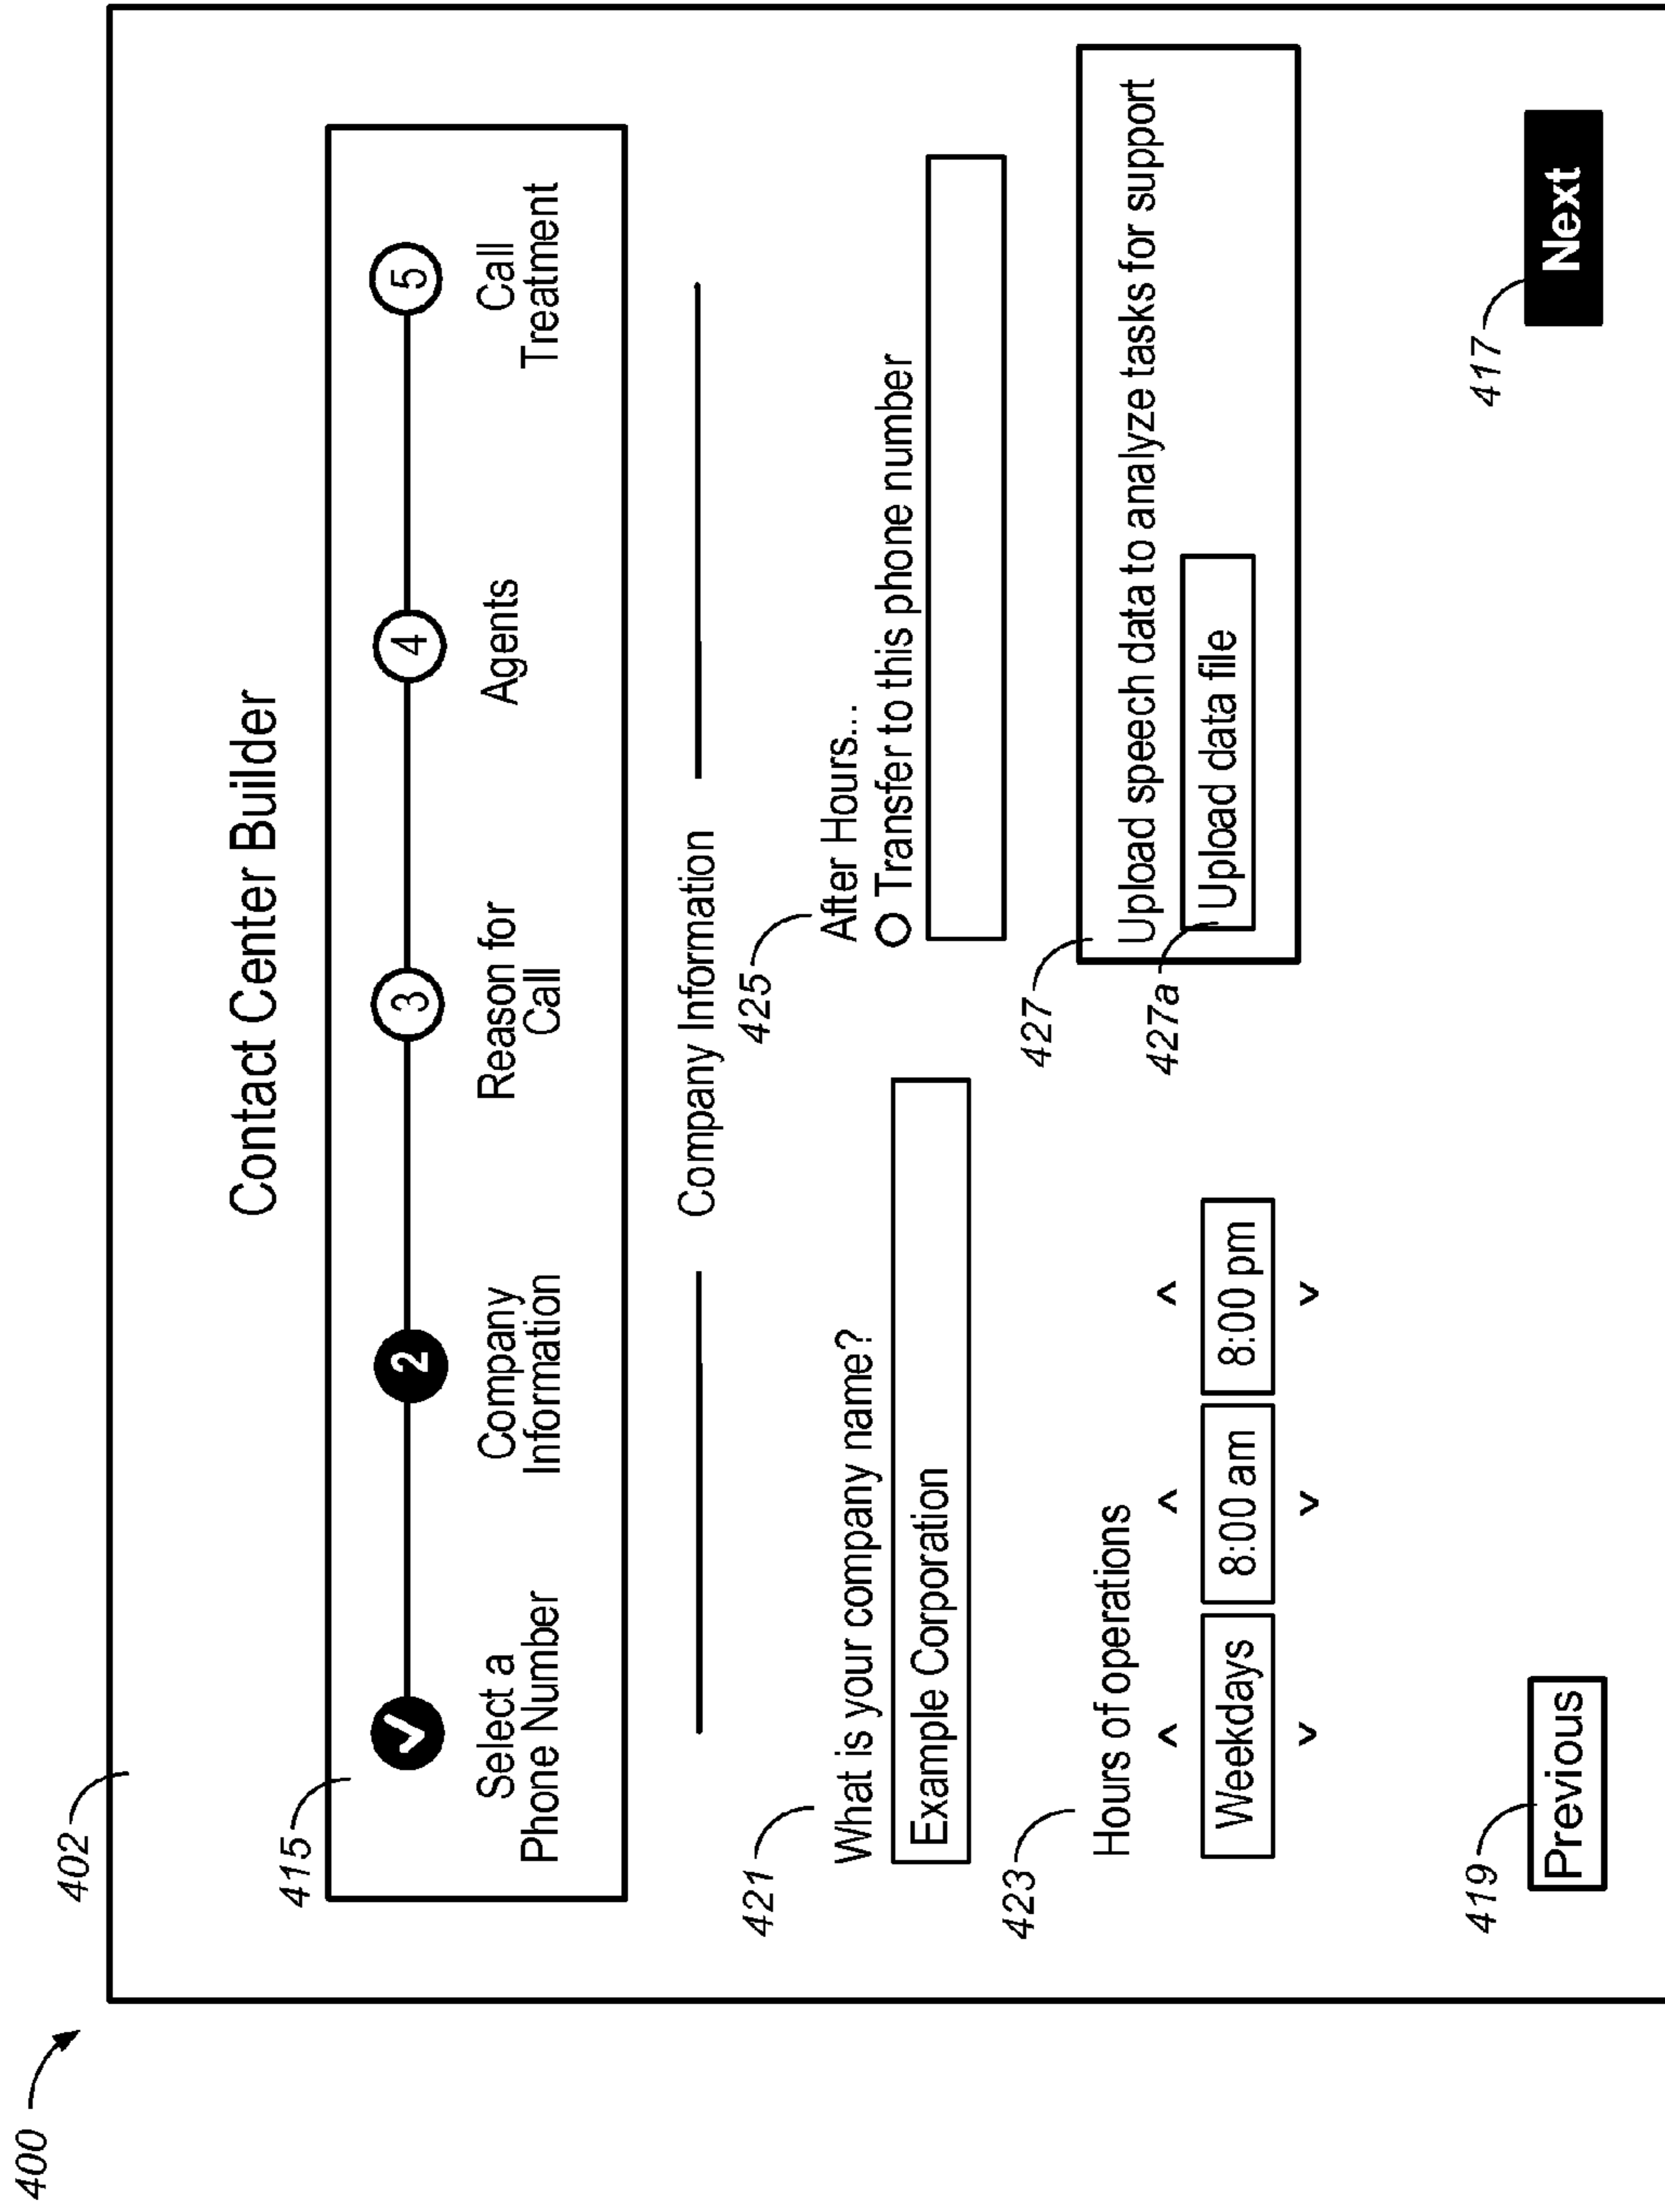 400
402
Contact Center Builder
415
✓ 2 3 4 5
Select a Company Reason for Agents Call
Phone Number Information Call Treatment
Company Information
421 425
What is your company name? After Hours...
Example Corporation Transfer to this phone number
423 427
Hours of operations Upload speech data to analyze tasks for support
Weekdays 8:00 am 8:00 pm 427a Upload data file
419 417
Previous Next